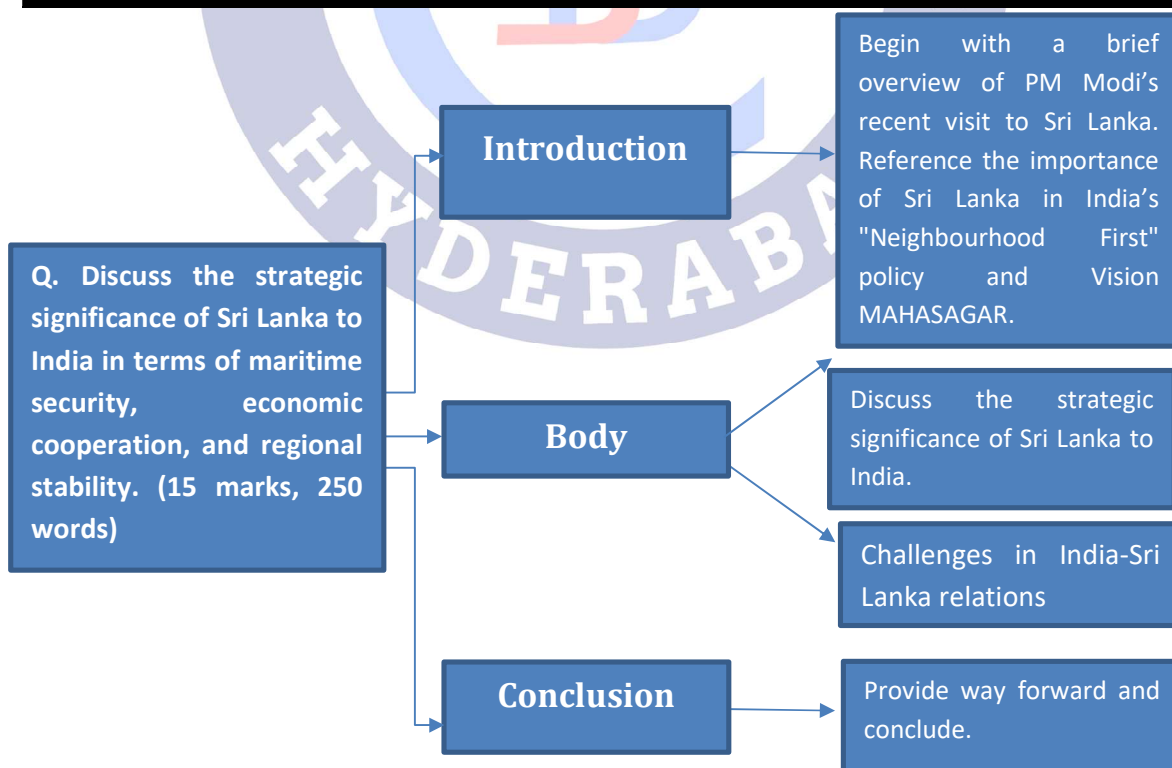 Q. Discuss the strategic
significance of Sri Lanka to
India in terms of maritime
security, economic
cooperation, and regional
stability. (15 marks, 250
words)
Introduction
Begin with a brief
overview of PM Modi’s
recent visit to Sri Lanka.
Reference the importance
of Sri Lanka in India’s
"Neighbourhood First"
policy and Vision
MAHASAGAR.
Body
Discuss the strategic
significance of Sri Lanka to
India.
Challenges in India-Sri
Lanka relations
Conclusion
Provide way forward and
conclude.
HYDERABA